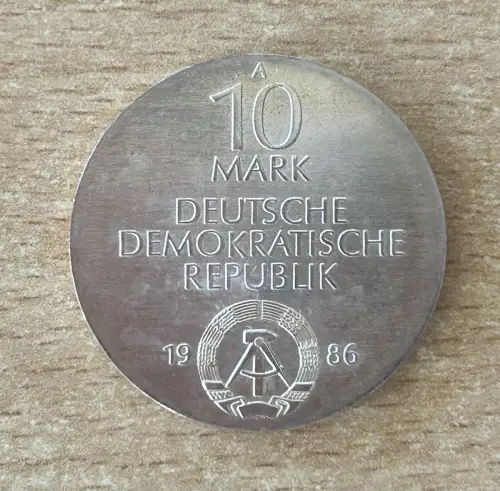 A
10
MARK
DEUTSCHE
DEMOKRATISCHE
REPUBLIK
19 86